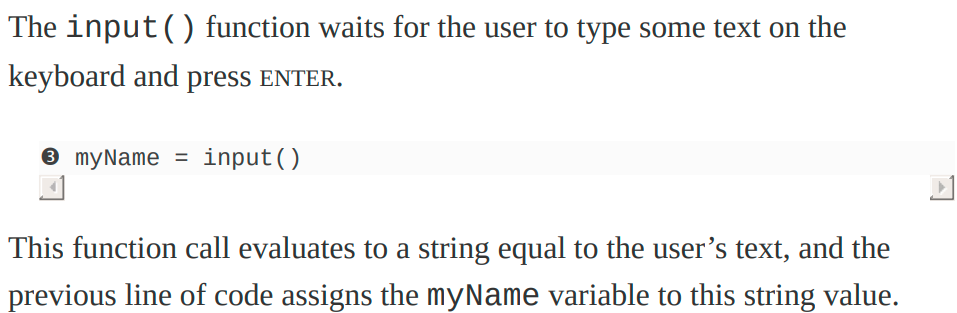 The input() function waits for the user to type some text on the
keyboard and press ENTER.
❸ myName = input()
This function call evaluates to a string equal to the user’s text, and the
previous line of code assigns the myName variable to this string value.